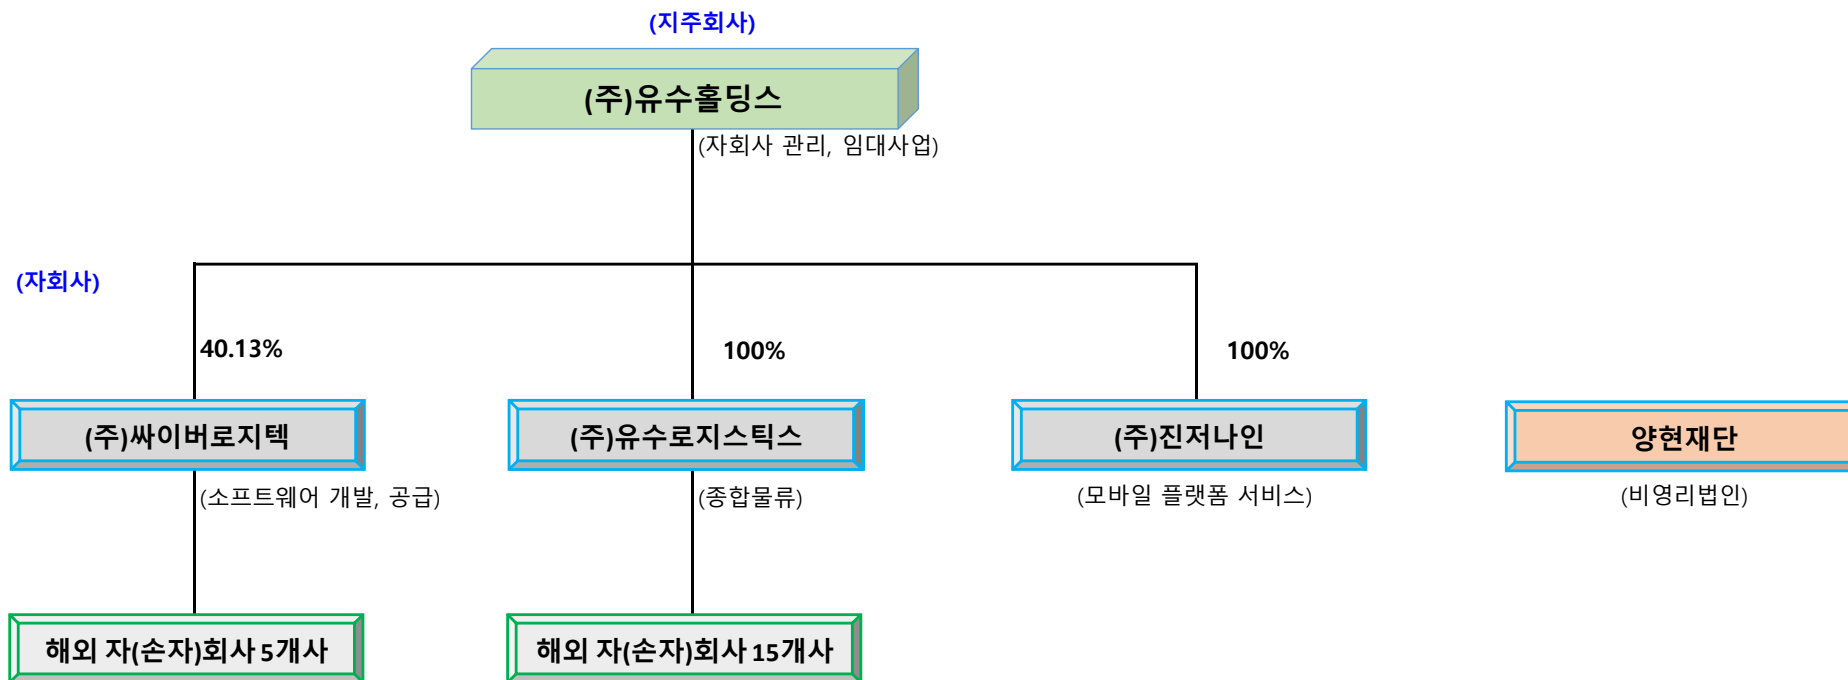 (지주회사)
(주)유수홀딩스
(자회사 관리, 임대사업)
(자회사)
40.13%
100%
100%
(주)싸이버로지텍
(주)유수로지스틱스
(주)진저나인
양현재단
(소프트웨어 개발, 공급)
(종합물류)
(모바일 플랫폼 서비스)
(비영리법인)
해외 자(손자)회사 5개사
해외 자(손자)회사 15개사